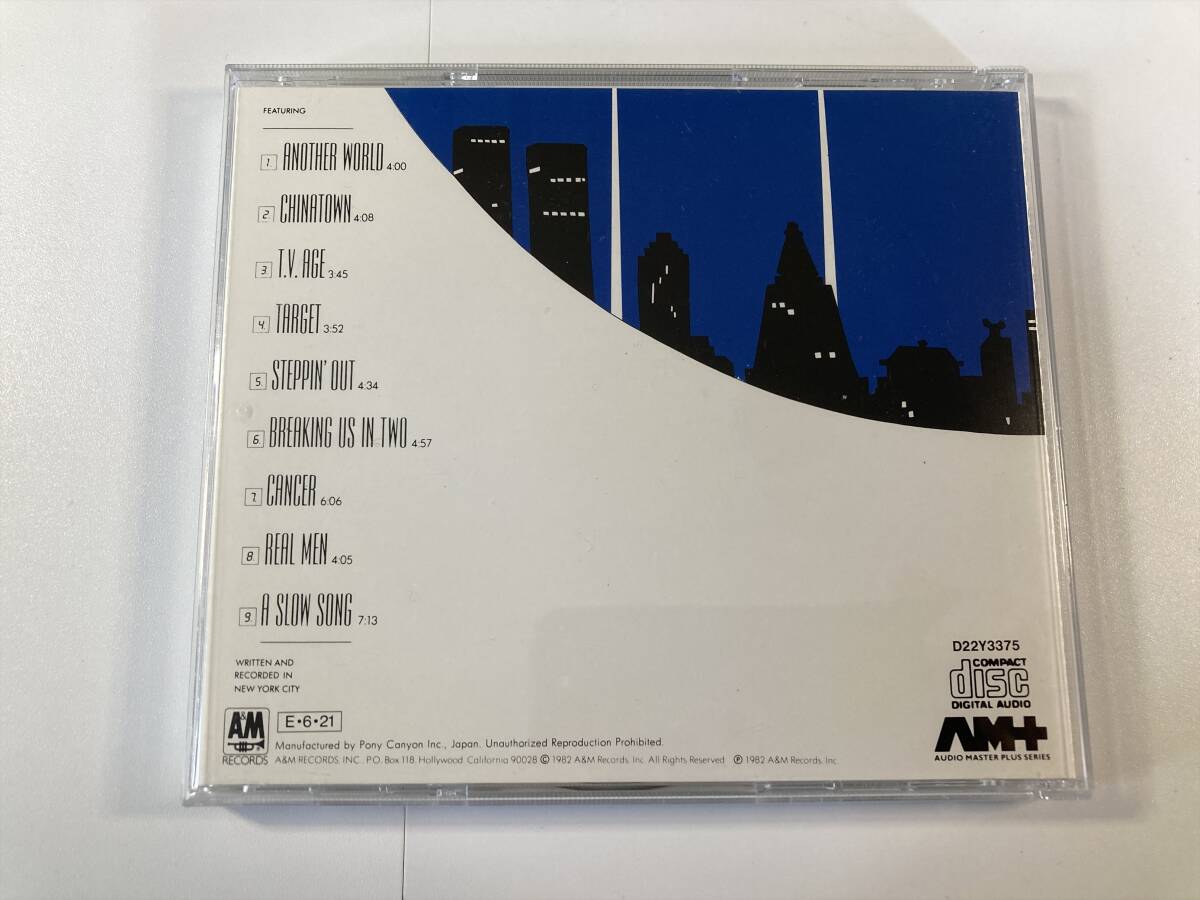 FEATURING
1. ANOTHER WORLD 4:00
2. CHINATOWN 4:08
3. T.V. AGE 3:45
4. TARGET 3:52
5. STEPPIN' OUT 4:34
6. BREAKING US IN TWO 4:57
7. CANCER 6:06
8. REAL MEN 4:05
9. A SLOW SONG 7:13
WRITTEN AND
RECORDED IN
NEW YORK CITY
A&M
RECORDS
E•6•21
Manufactured by Pony Canyon Inc., Japan. Unauthorized Reproduction Prohibited.
A&M RECORDS, INC. P.O. Box 118, Hollywood, California 90028 © 1982 A&M Records, Inc. All Rights Reserved ℗ 1982 A&M Records, Inc.
D22Y3375
COMPACT
disc
DIGITAL AUDIO
AM+
AUDIO MASTER PLUS SERIES